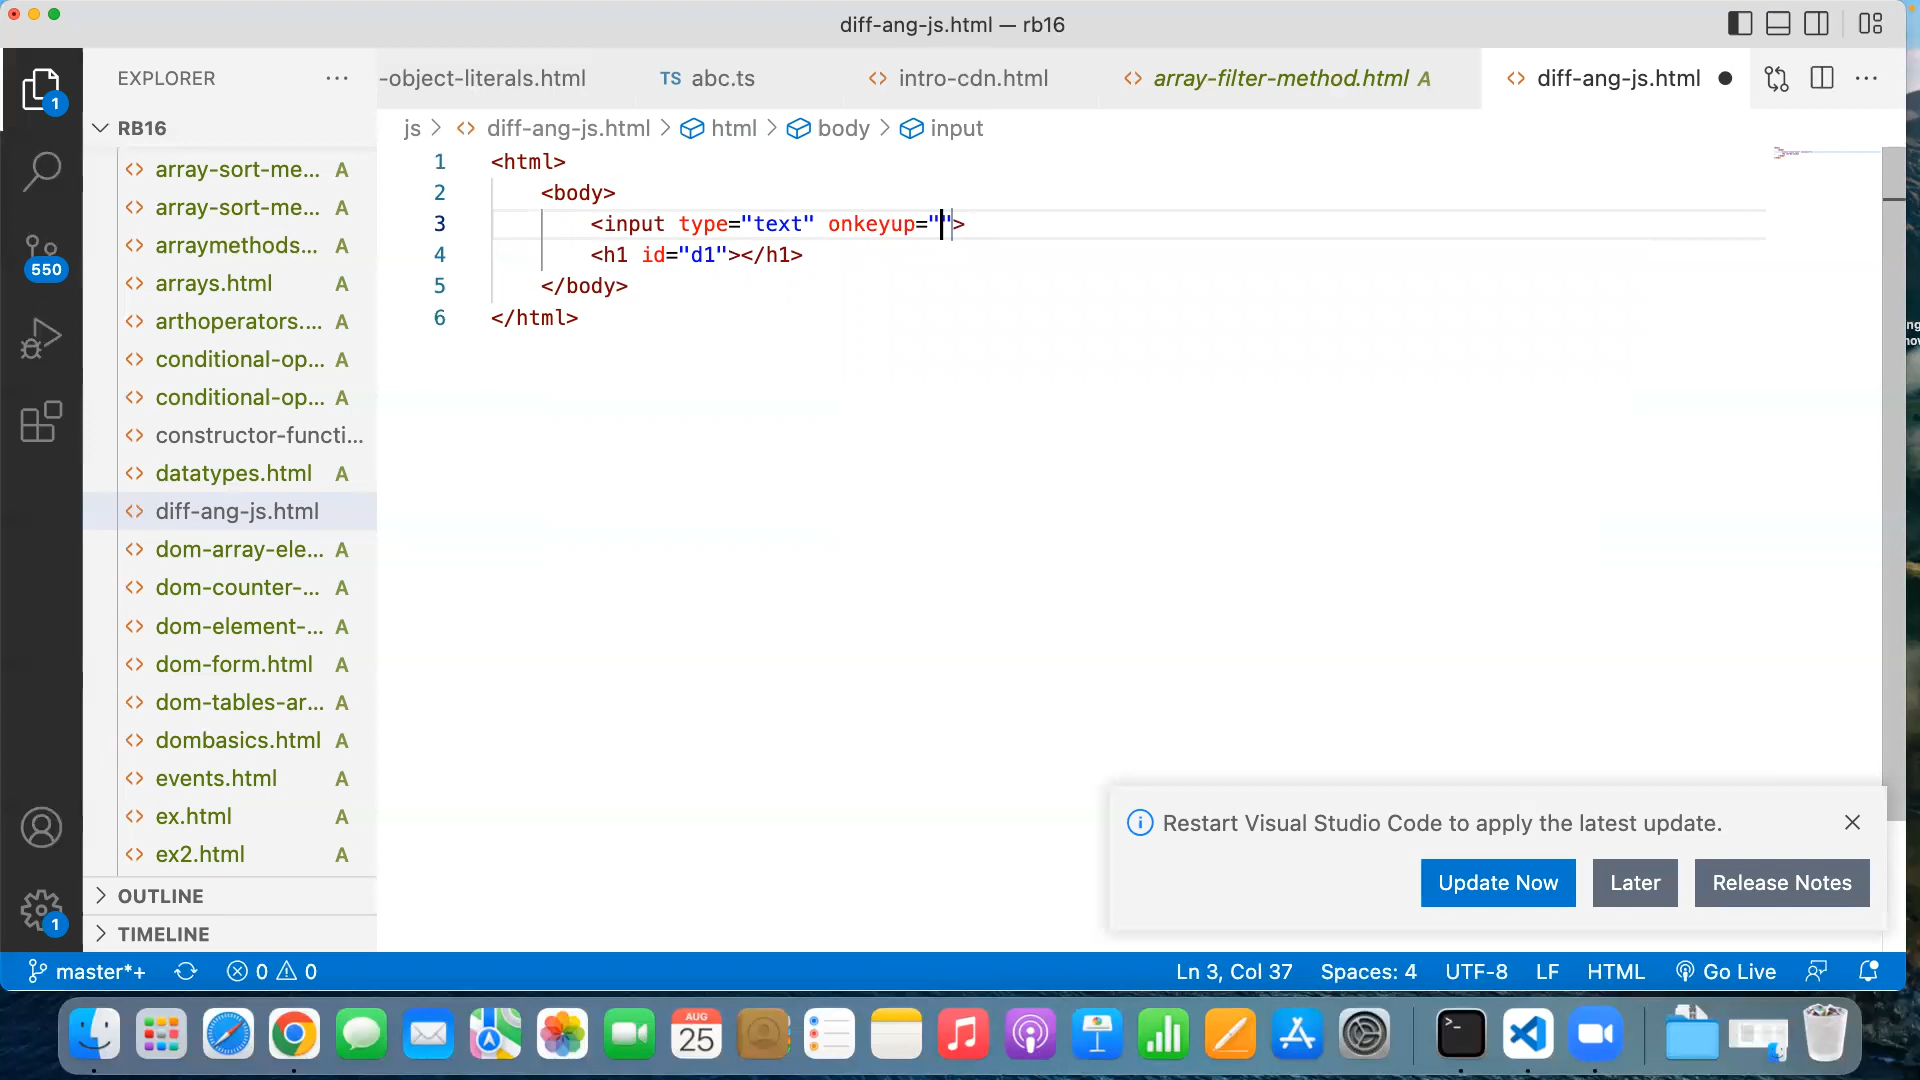 diff-ang-js.html — rb16
EXPLORER
-object-literals.html
TS abc.ts
intro-cdn.html
array-filter-method.html A
diff-ang-js.html
1
RB16
js > diff-ang-js.html > html > body > input
1 <html>
2 <body>
3 <input type="text" onkeyup="">
4 <h1 id="d1"></h1>
5 </body>
6 </html>
array-sort-me... A
array-sort-me... A
arraymethods... A
550
arrays.html A
arthoperators.... A
conditional-op... A
conditional-op... A
constructor-functi...
datatypes.html A
diff-ang-js.html
dom-array-ele... A
dom-counter-... A
dom-element-... A
dom-form.html A
dom-tables-ar... A
dombasics.html A
events.html A
ex.html A
ex2.html A
OUTLINE
1
TIMELINE
Restart Visual Studio Code to apply the latest update.
Update Now
Later
Release Notes
master*+
0
0
Ln 3, Col 37
Spaces: 4
UTF-8
LF
HTML
Go Live
AUG
25